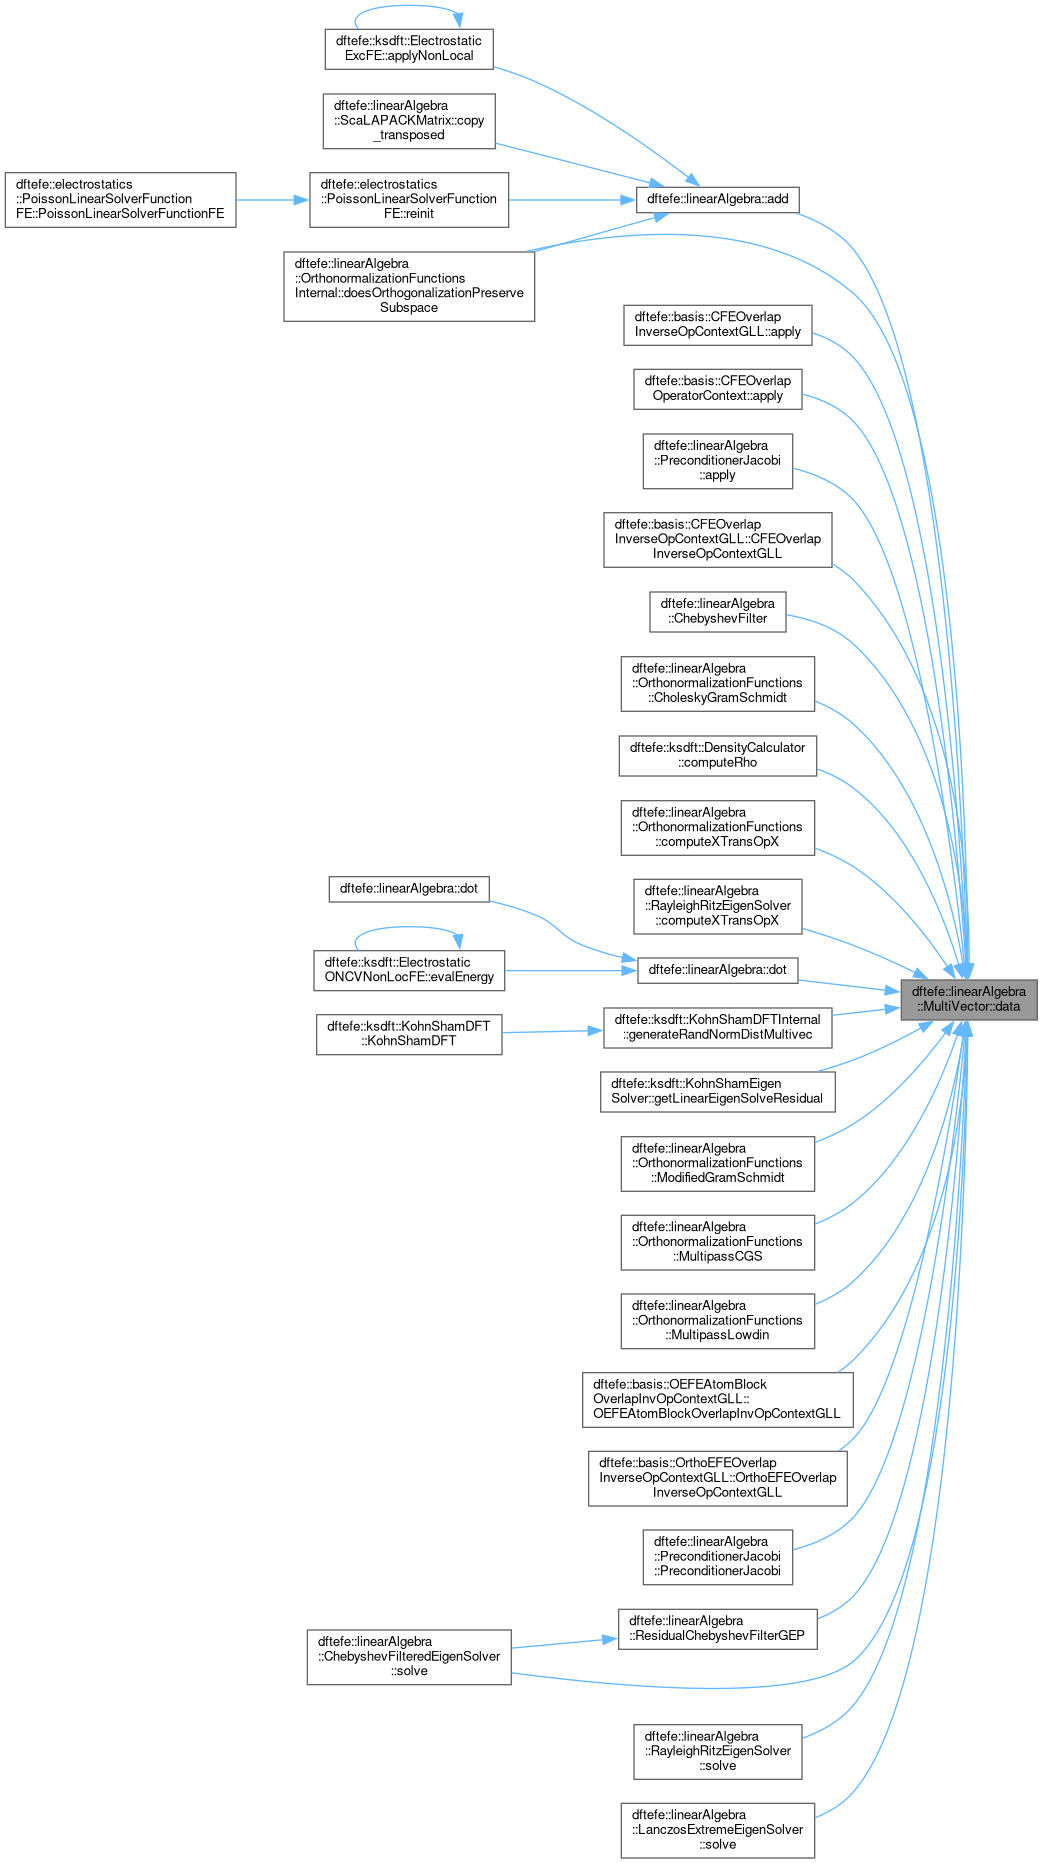 dftefe::ksdft::Electrostatic
ExcFE::applyNonLocal
dftefe::linearAlgebra
::ScaLAPACKMatrix::copy
_transposed
dftefe::electrostatics
::PoissonLinearSolverFunction
FE::PoissonLinearSolverFunctionFE
dftefe::electrostatics
::PoissonLinearSolverFunction
FE::reinit
dftefe::linearAlgebra::add
dftefe::linearAlgebra
::OrthonormalizationFunctions
Internal::doesOrthogonalizationPreserve
Subspace
dftefe::basis::CFEOverlap
InverseOpContextGLL::apply
dftefe::basis::CFEOverlap
OperatorContext::apply
dftefe::linearAlgebra
::PreconditionerJacobi
::apply
dftefe::basis::CFEOverlap
InverseOpContextGLL::CFEOverlap
InverseOpContextGLL
dftefe::linearAlgebra
::ChebyshevFilter
dftefe::linearAlgebra
::OrthonormalizationFunctions
::CholeskyGramSchmidt
dftefe::ksdft::DensityCalculator
::computeRho
dftefe::linearAlgebra
::OrthonormalizationFunctions
::computeXTransOpX
dftefe::linearAlgebra
::RayleighRitzEigenSolver
::computeXTransOpX
dftefe::linearAlgebra::dot
dftefe::ksdft::Electrostatic
ONCVNonLocFE::evalEnergy
dftefe::linearAlgebra::dot
dftefe::linearAlgebra
::MultiVector::data
dftefe::ksdft::KohnShamDFT
::KohnShamDFT
dftefe::ksdft::KohnShamDFTInternal
::generateRandNormDistMultivec
dftefe::ksdft::KohnShamEigen
Solver::getLinearEigenSolveResidual
dftefe::linearAlgebra
::OrthonormalizationFunctions
::ModifiedGramSchmidt
dftefe::linearAlgebra
::OrthonormalizationFunctions
::MultipassCGS
dftefe::linearAlgebra
::OrthonormalizationFunctions
::MultipassLowdin
dftefe::basis::OEFEAtomBlock
OverlapInvOpContextGLL::
OEFEAtomBlockOverlapInvOpContextGLL
dftefe::basis::OrthoEFEOverlap
InverseOpContextGLL::OrthoEFEOverlap
InverseOpContextGLL
dftefe::linearAlgebra
::PreconditionerJacobi
::PreconditionerJacobi
dftefe::linearAlgebra
::ResidualChebyshevFilterGEP
dftefe::linearAlgebra
::ChebyshevFilteredEigenSolver
::solve
dftefe::linearAlgebra
::RayleighRitzEigenSolver
::solve
dftefe::linearAlgebra
::LanczosExtremeEigenSolver
::solve